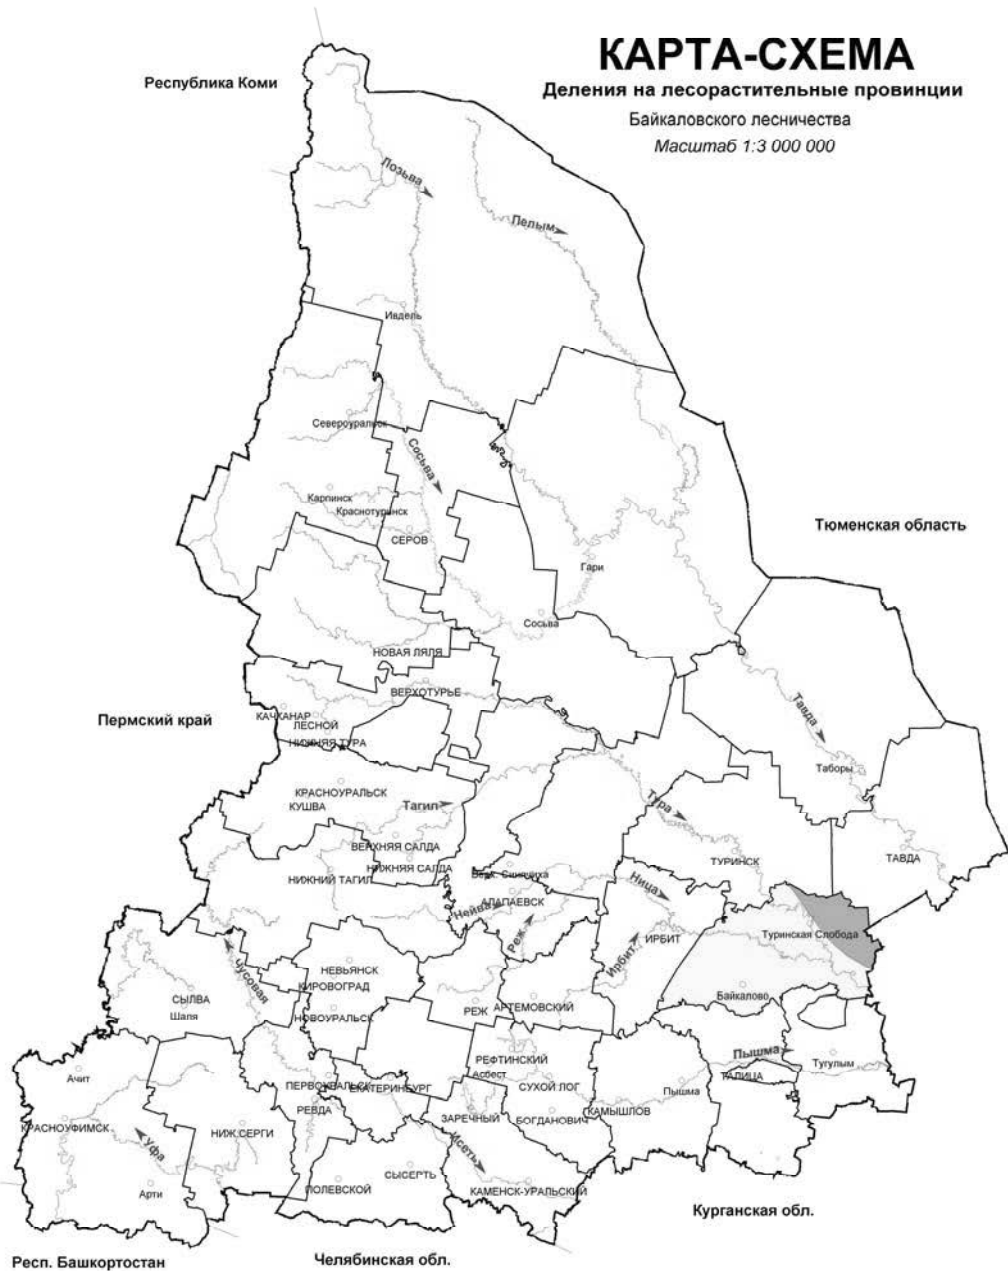 КАРТА-СХЕМА
Деления на лесорастительные провинции
Байкаловского лесничества
Масштаб 1:3 000 000
Республика Коми
Лозьва
Пелым
Ивдель
Североуральск
Сосьва
Карпинск
Краснотурьинск
СЕРОВ
Тюменская область
Гари
Сосьва
НОВАЯ ЛЯЛЯ
ВЕРХОТУРЬЕ
Пермский край
КАЧКАНАР
ЛЕСНОЙ
НИЖНЯЯ ТУРА
Тавда
Таборы
КРАСНОУРАЛЬСК
КУШВА
Тагил
Тура
ВЕРХНЯЯ САЛДА
НИЖНЯЯ САЛДА
НИЖНИЙ ТАГИЛ
Верх. Синячиха
ТУРИНСК
ТАВДА
Ница
АЛАПАЕВСК
Нейва
Реж
Туринская Слобода
ИРБИТ
Ирбит
Чусовая
НЕВЬЯНСК
КИРОВОГРАД
СЫЛВА
Шаля
НОВОУРАЛЬСК
РЕЖ
АРТЕМОВСКИЙ
Байкалово
Пышма
Тугулым
ТАЛИЦА
Ачит
ПЕРВОУРАЛЬСК
ЕКАТЕРИНБУРГ
РЕФТИНСКИЙ
Асбест
СУХОЙ ЛОГ
Пышма
КРАСНОУФИМСК
РЕВДА
ЗАРЕЧНЫЙ
БОГДАНОВИЧ
КАМЫШЛОВ
Уфа
НИЖ.СЕРГИ
Исеть
Арти
ПОЛЕВСКОЙ
СЫСЕРТЬ
КАМЕНСК-УРАЛЬСКИЙ
Курганская обл.
Респ. Башкортостан
Челябинская обл.